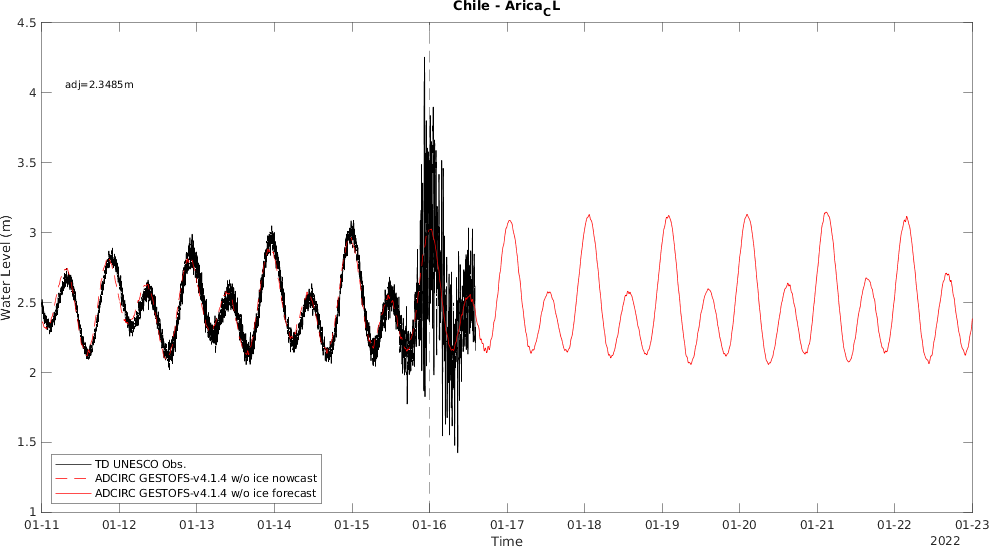 Chile - Arica_CL
4.5
adj=2.3485m
4
3.5
3
2.5
2
1.5
1
Water Level (m)
TD UNESCO Obs.
ADCIRC GESTOFS-v4.1.4 w/o ice nowcast
ADCIRC GESTOFS-v4.1.4 w/o ice forecast
01-11 01-12 01-13 01-14 01-15 01-16 01-17 01-18 01-19 01-20 01-21 01-22 01-23
Time
2022